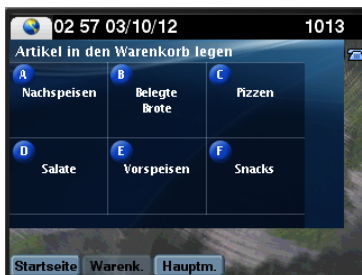 02 57 03/10/12 1013
Artikel in den Warenkorb legen
A B C
Nachspeisen Belegte Brote Pizzen
D E F
Salate Vorspeisen Snacks
Startseite Warenk. Hauptm.